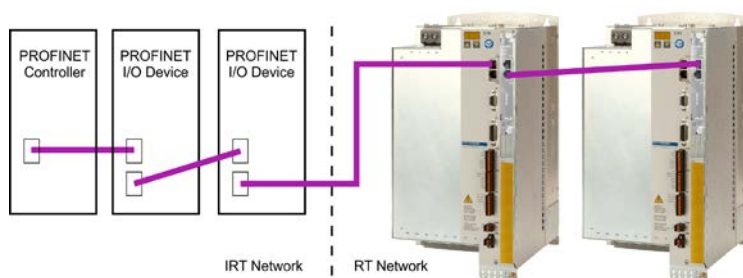 PROFINET
Controller
PROFINET
I/O Device
PROFINET
I/O Device
IRT Network
RT Network